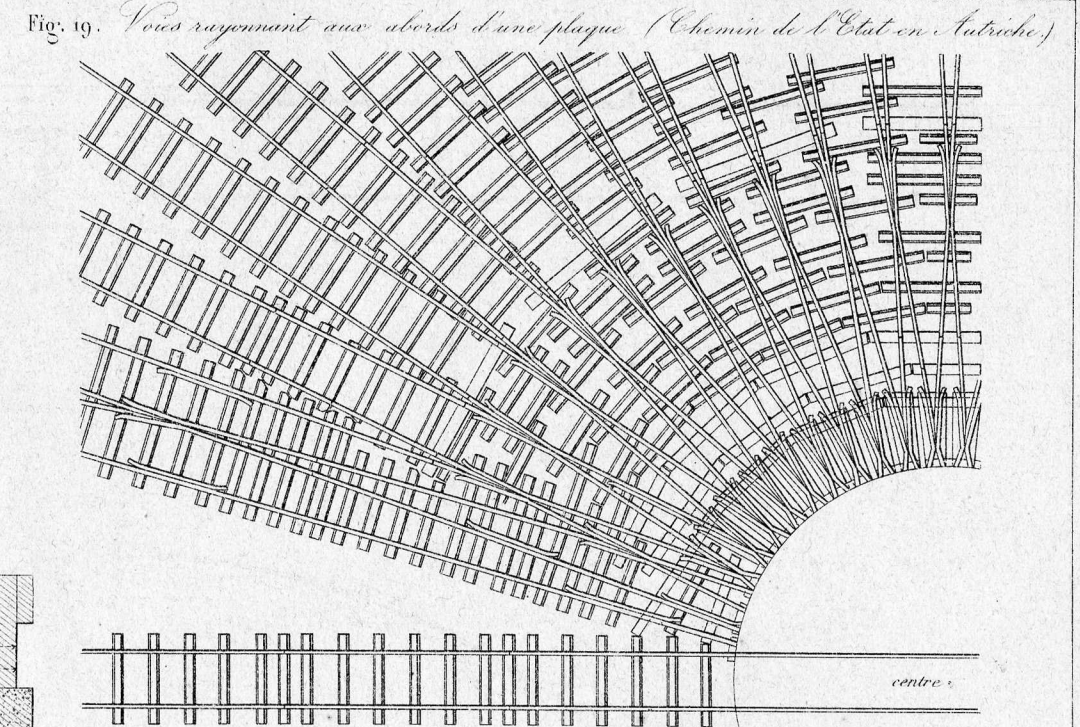 Fig. 19. Voies rayonnant aux abords d'une plaque (Chemin de l'Etat en Autriche.)
centre